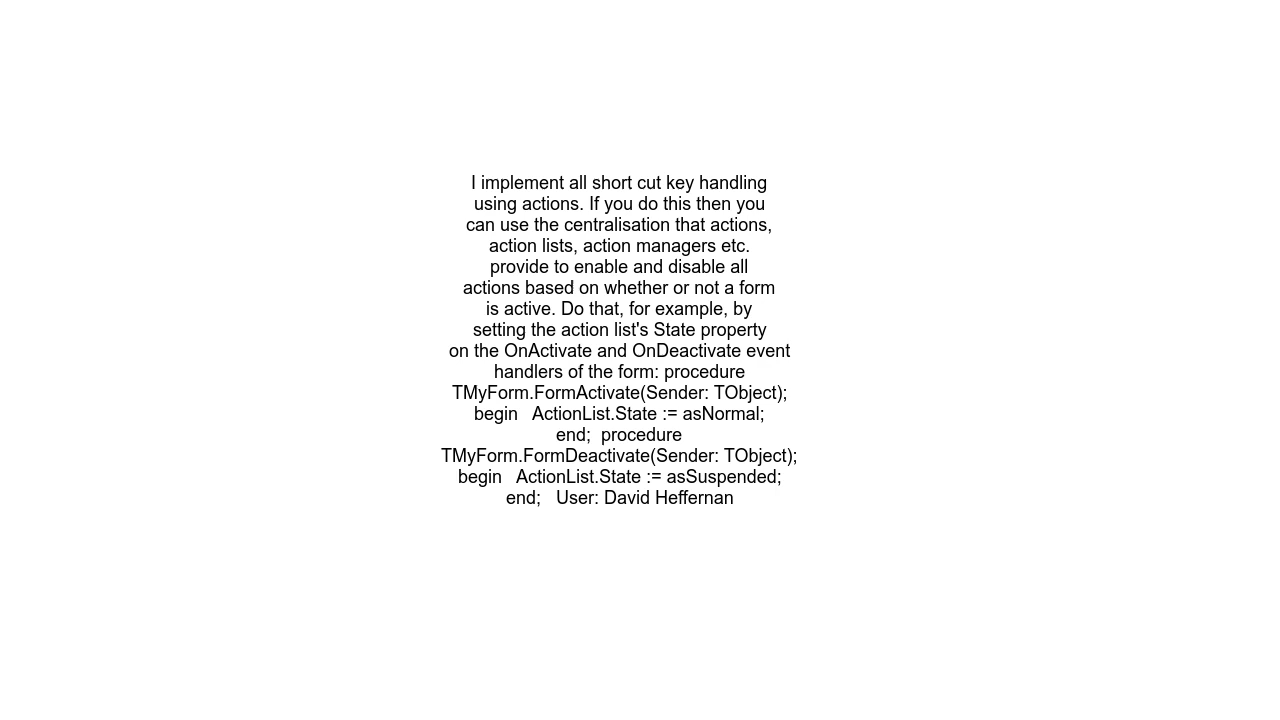 I implement all short cut key handling
using actions. If you do this then you
can use the centralisation that actions,
action lists, action managers etc.
provide to enable and disable all
actions based on whether or not a form
is active. Do that, for example, by
setting the action list's State property
on the OnActivate and OnDeactivate event
handlers of the form: procedure
TMyForm.FormActivate(Sender: TObject);
begin   ActionList.State := asNormal;
end;  procedure
TMyForm.FormDeactivate(Sender: TObject);
begin   ActionList.State := asSuspended;
end;   User: David Heffernan